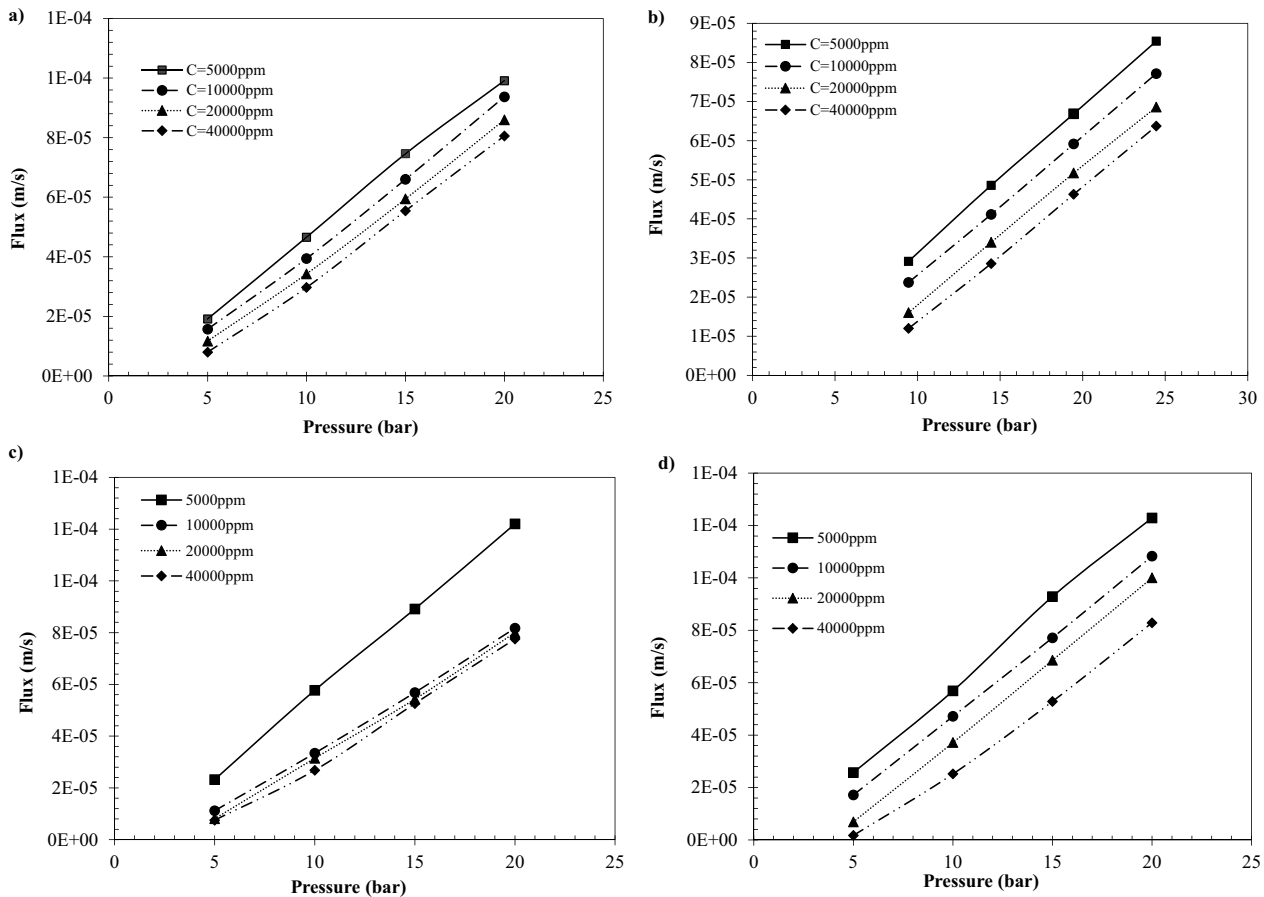 a)
1E-04
1E-04
8E-05
6E-05
4E-05
2E-05
0E+00
Flux (m/s)
C=5000ppm
C=10000ppm
C=20000ppm
C=40000ppm
0 5 10 15 20 25
Pressure (bar)
b)
9E-05
8E-05
7E-05
6E-05
5E-05
4E-05
3E-05
2E-05
1E-05
0E+00
Flux (m/s)
C=5000ppm
C=10000ppm
C=20000ppm
C=40000ppm
0 5 10 15 20 25 30
Pressure (bar)
c)
1E-04
1E-04
1E-04
8E-05
6E-05
4E-05
2E-05
0E+00
Flux (m/s)
5000ppm
10000ppm
20000ppm
40000ppm
0 5 10 15 20 25
Pressure (bar)
d)
1E-04
1E-04
1E-04
8E-05
6E-05
4E-05
2E-05
0E+00
Flux (m/s)
5000ppm
10000ppm
20000ppm
40000ppm
0 5 10 15 20 25
Pressure (bar)